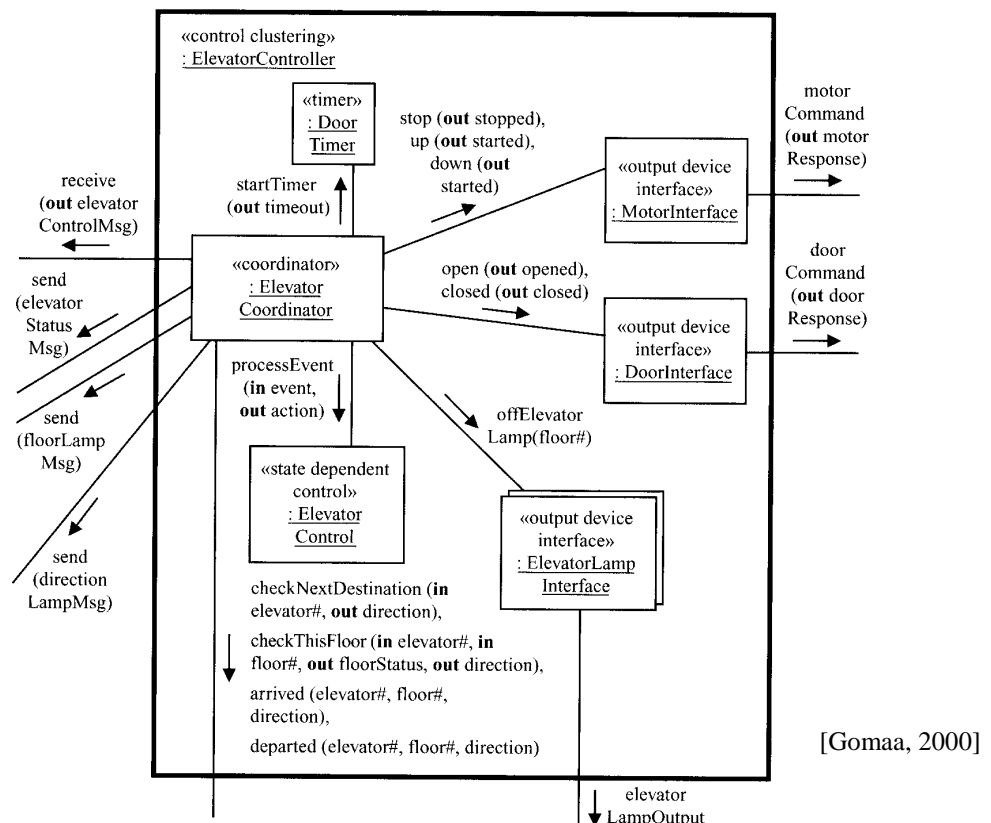 «control clustering»
: ElevatorController
«timer»
: Door
Timer
stop (out stopped),
up (out started),
down (out
started)
motor
Command
(out motor
Response)
«output device
interface»
: MotorInterface
receive
(out elevator
ControlMsg)
startTimer
(out timeout)
«coordinator»
: Elevator
Coordinator
open (out opened),
closed (out closed)
door
Command
(out door
Response)
«output device
interface»
: DoorInterface
send
(elevator
Status
Msg)
processEvent
(in event,
out action)
send
(floorLamp
Msg)
offElevator
Lamp(floor#)
«state dependent
control»
: Elevator
Control
«output device
interface»
: ElevatorLamp
Interface
send
(direction
LampMsg)
checkNextDestination (in
elevator#, out direction),
checkThisFloor (in elevator#, in
floor#, out floorStatus, out direction),
arrived (elevator#, floor#,
direction),
departed (elevator#, floor#, direction)
[Gomaa, 2000]
elevator
LampOutput